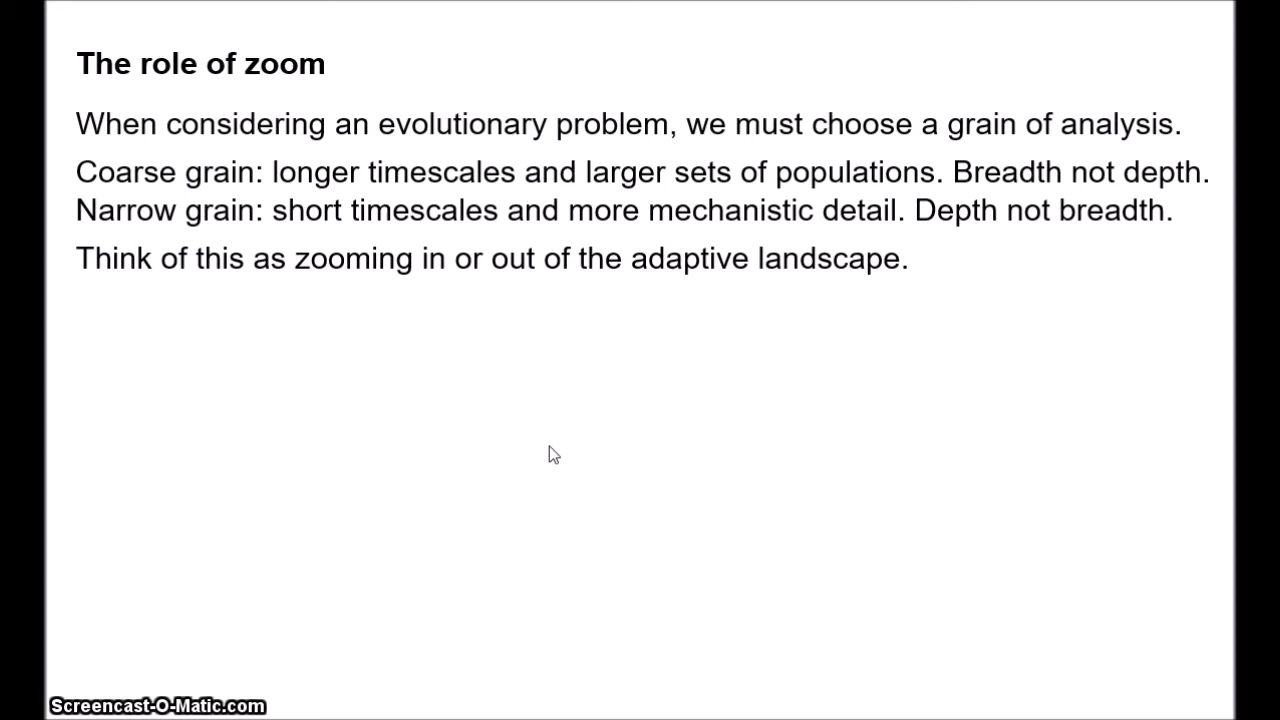 The role of zoom
When considering an evolutionary problem, we must choose a grain of analysis.
Coarse grain: longer timescales and larger sets of populations. Breadth not depth.
Narrow grain: short timescales and more mechanistic detail. Depth not breadth.
Think of this as zooming in or out of the adaptive landscape.
Screencast-O-Matic.com